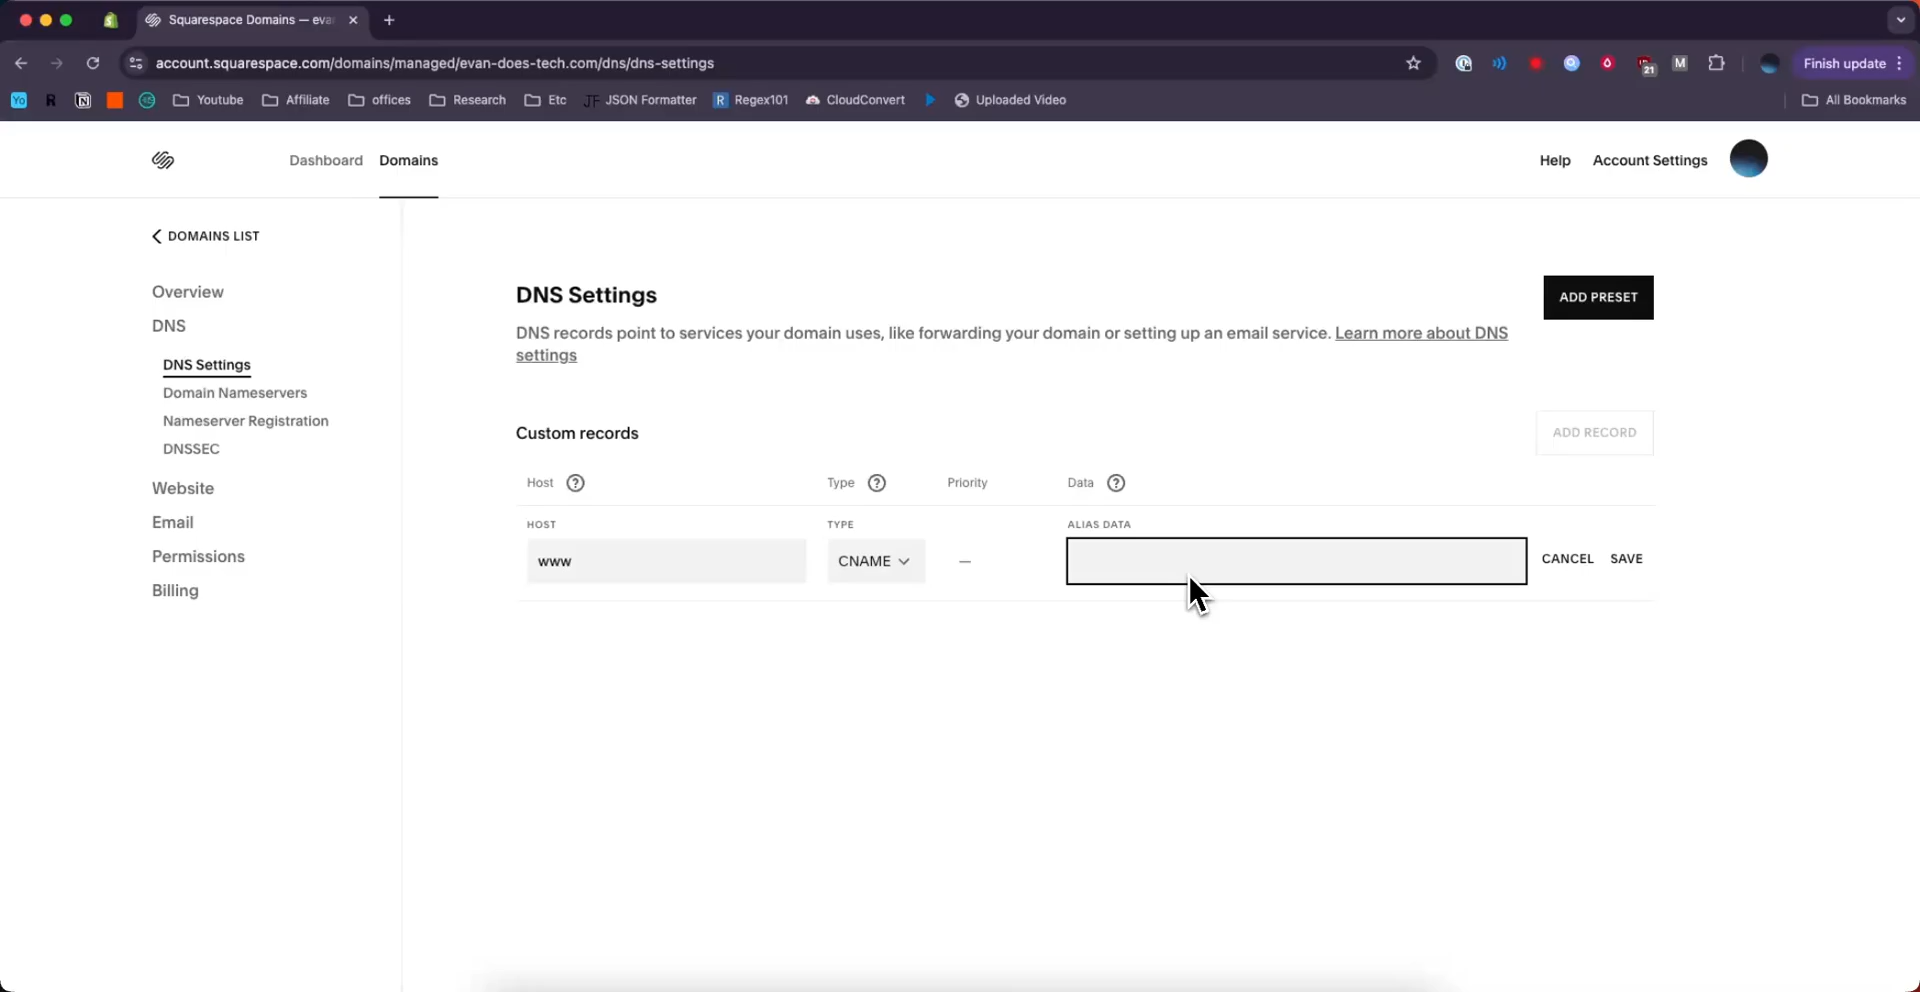 Squarespace Domains — eva
account.squarespace.com/domains/managed/evan-does-tech.com/dns/dns-settings
21
M
Finish update
Yo
R
Youtube
Affiliate
offices
Research
Etc
JF JSON Formatter
R Regex101
CloudConvert
Uploaded Video
All Bookmarks
Dashboard
Domains
Help
Account Settings
DOMAINS LIST
Overview
DNS
DNS Settings
Domain Nameservers
Nameserver Registration
DNSSEC
Website
Email
Permissions
Billing
DNS Settings
ADD PRESET
DNS records point to services your domain uses, like forwarding your domain or setting up an email service. Learn more about DNS
settings
Custom records
ADD RECORD
Host ?
Type ?
Priority
Data ?
HOST
TYPE
ALIAS DATA
www
CNAME
—
CANCEL
SAVE